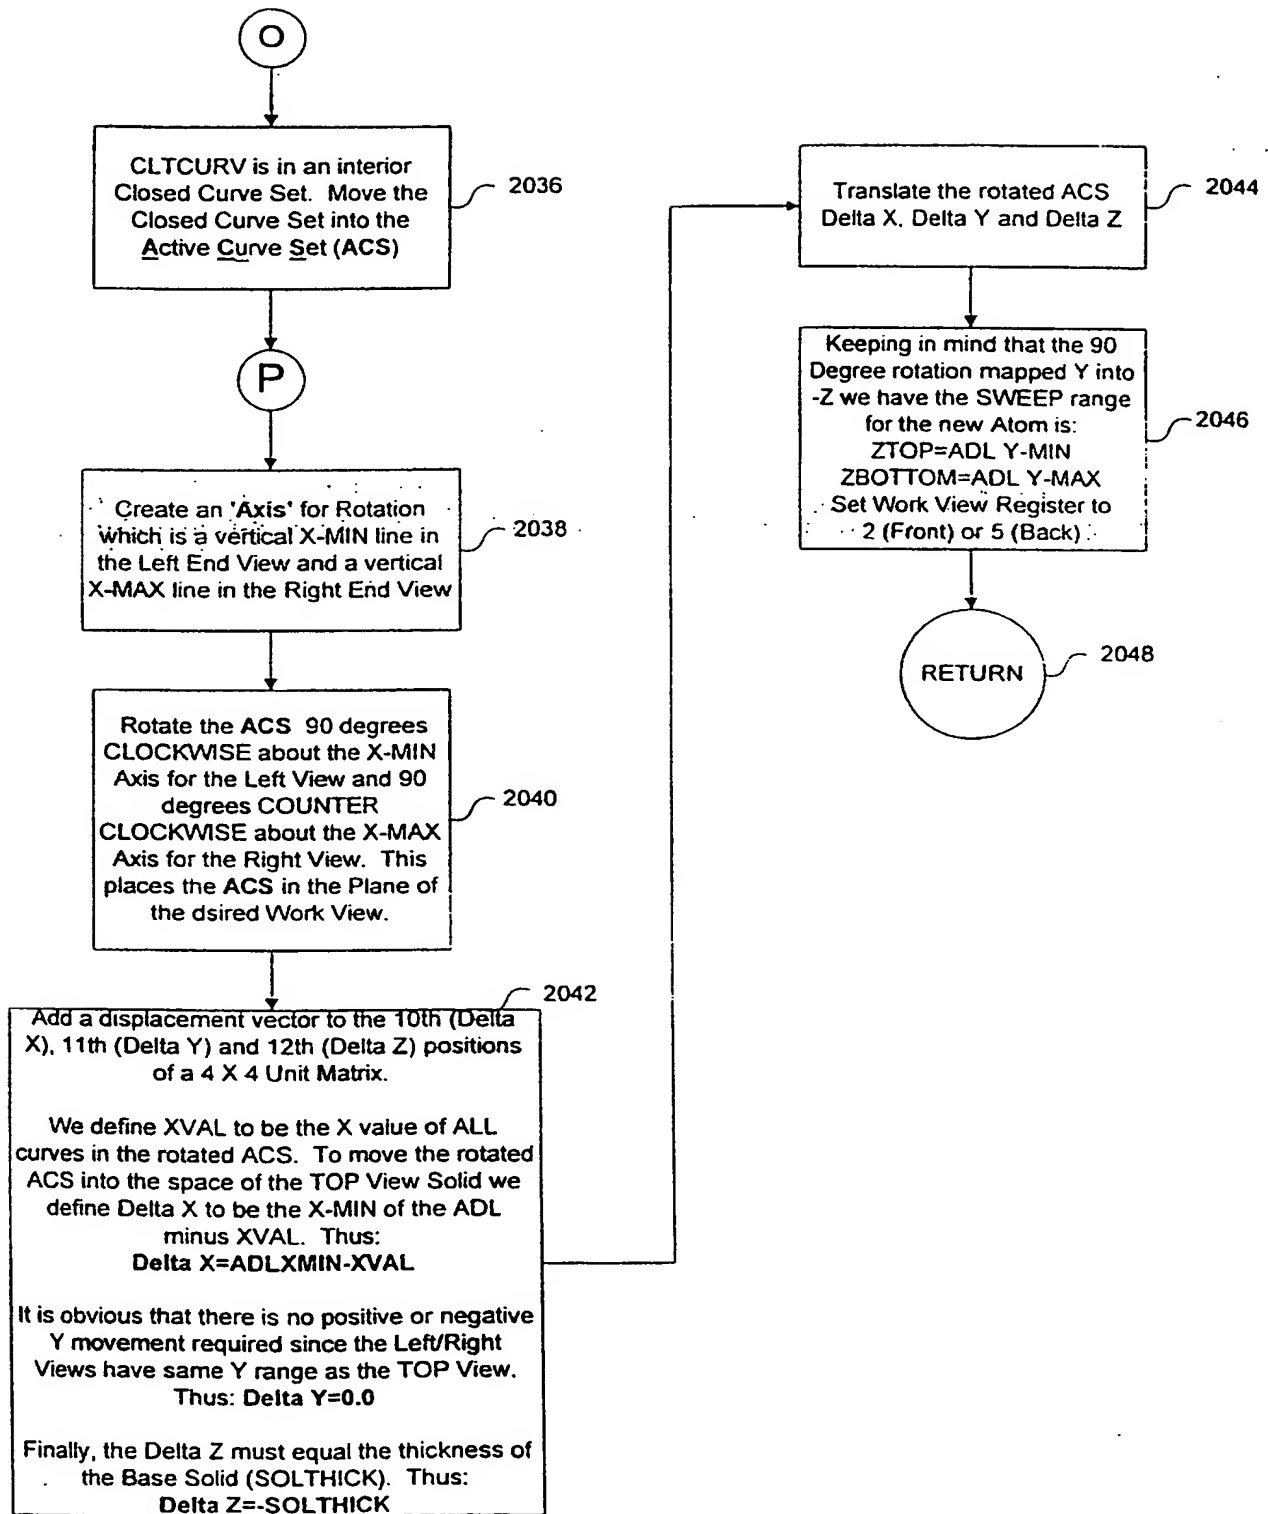 O
CLTCURV is in an interior
Closed Curve Set. Move the
Closed Curve Set into the
Active Curve Set (ACS)
2036
P
Create an 'Axis' for Rotation
which is a vertical X-MIN line in
the Left End View and a vertical
X-MAX line in the Right End View
2038
Rotate the ACS 90 degrees
CLOCKWISE about the X-MIN
Axis for the Left View and 90
degrees COUNTER
CLOCKWISE about the X-MAX
Axis for the Right View. This
places the ACS in the Plane of
the dsired Work View.
2040
2042
Add a displacement vector to the 10th (Delta
X), 11th (Delta Y) and 12th (Delta Z) positions
of a 4 X 4 Unit Matrix.
We define XVAL to be the X value of ALL
curves in the rotated ACS. To move the rotated
ACS into the space of the TOP View Solid we
define Delta X to be the X-MIN of the ADL
minus XVAL. Thus:
Delta X=ADLXMIN-XVAL
It is obvious that there is no positive or negative
Y movement required since the Left/Right
Views have same Y range as the TOP View.
Thus: Delta Y=0.0
Finally, the Delta Z must equal the thickness of
the Base Solid (SOLTHICK). Thus:
Delta Z=-SOLTHICK
Translate the rotated ACS
Delta X, Delta Y and Delta Z
2044
Keeping in mind that the 90
Degree rotation mapped Y into
-Z we have the SWEEP range
for the new Atom is:
ZTOP=ADL Y-MIN
ZBOTTOM=ADL Y-MAX
Set Work View Register to
2 (Front) or 5 (Back)
2046
RETURN
2048